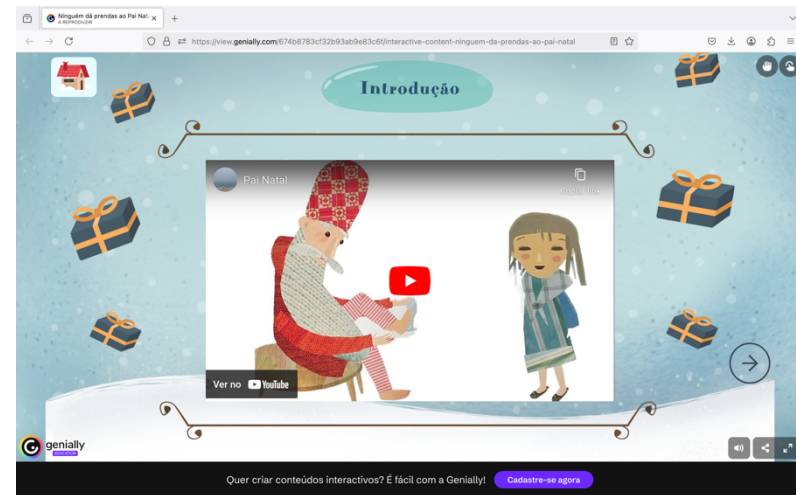 Ninguém dá prendas ao Pai Nat
A REPRODUZIR
https://view.genially.com/674b8783cf32b93ab9e83c6f/interactive-content-ninguem-da-prendas-ao-pai-natal
Introdução
Pai Natal
Copiar link
Ver no YouTube
genially
EDUCATION
Quer criar conteúdos interactivos? É fácil com a Genially!
Cadastre-se agora